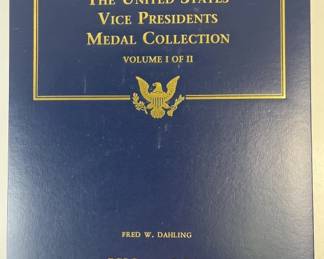 The United States
Vice Presidents
Medal Collection
VOLUME I OF II
FRED W. DAHLING